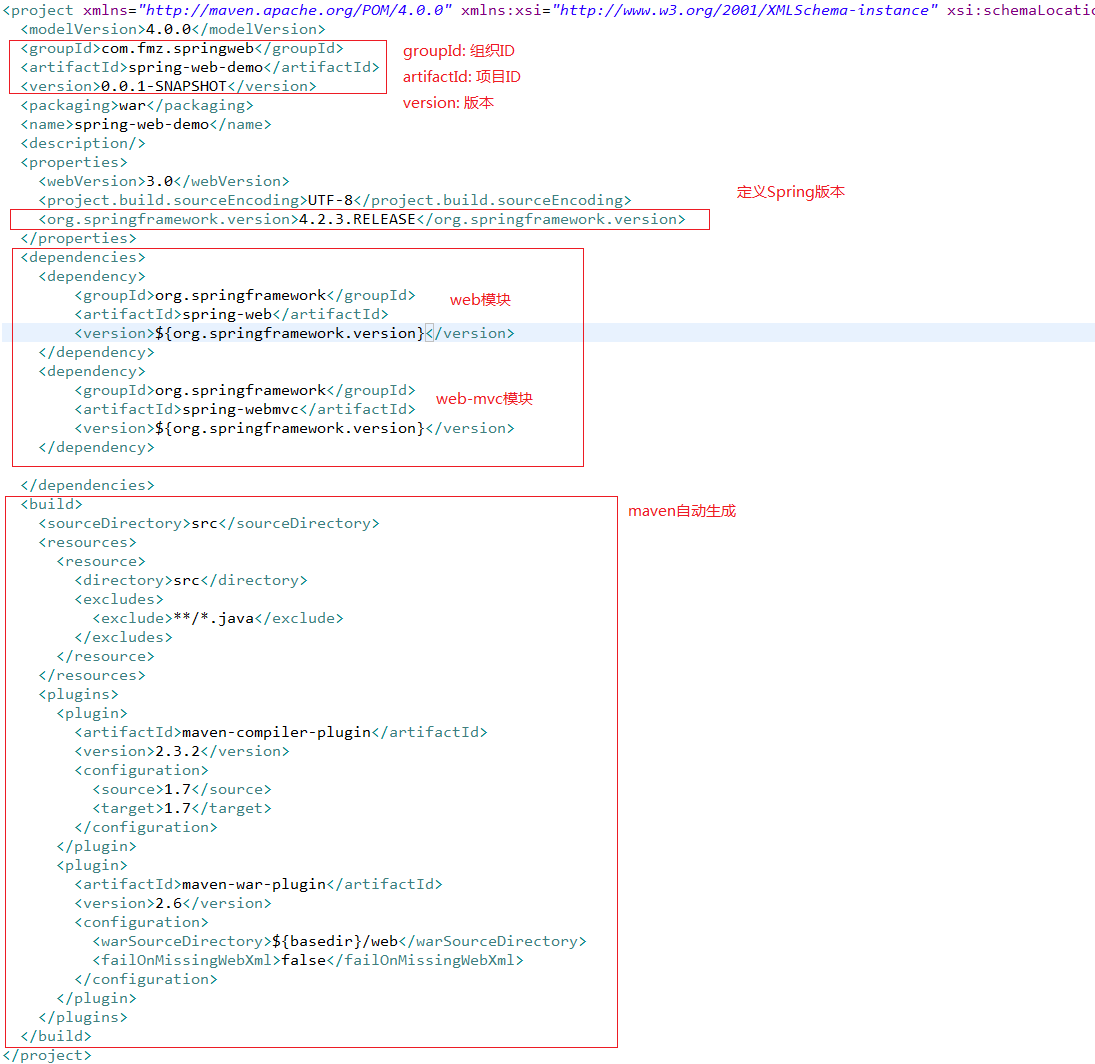 <project xmlns="http://maven.apache.org/POM/4.0.0" xmlns:xsi="http://www.w3.org/2001/XMLSchema-instance" xsi:schemaLocatio
<modelVersion>4.0.0</modelVersion>
<groupId>com.fmz.springweb</groupId> groupId: 组织ID
<artifactId>spring-web-demo</artifactId> artifactId: 项目ID
<version>0.0.1-SNAPSHOT</version> version: 版本
<packaging>war</packaging>
<name>spring-web-demo</name>
<description/>
<properties>
<webVersion>3.0</webVersion>
定义Spring版本
<project.build.sourceEncoding>UTF-8</project.build.sourceEncoding>
<org.springframework.version>4.2.3.RELEASE</org.springframework.version>
</properties>
<dependencies>
<dependency>
<groupId>org.springframework</groupId> web模块
<artifactId>spring-web</artifactId>
<version>${org.springframework.version}</version>
</dependency>
<dependency>
<groupId>org.springframework</groupId> web-mvc模块
<artifactId>spring-webmvc</artifactId>
<version>${org.springframework.version}</version>
</dependency>
</dependencies>
<build> maven自动生成
<sourceDirectory>src</sourceDirectory>
<resources>
<resource>
<directory>src</directory>
<excludes>
<exclude>**/*.java</exclude>
</excludes>
</resource>
</resources>
<plugins>
<plugin>
<artifactId>maven-compiler-plugin</artifactId>
<version>2.3.2</version>
<configuration>
<source>1.7</source>
<target>1.7</target>
</configuration>
</plugin>
<plugin>
<artifactId>maven-war-plugin</artifactId>
<version>2.6</version>
<configuration>
<warSourceDirectory>${basedir}/web</warSourceDirectory>
<failOnMissingWebXml>false</failOnMissingWebXml>
</configuration>
</plugin>
</plugins>
</build>
</project>